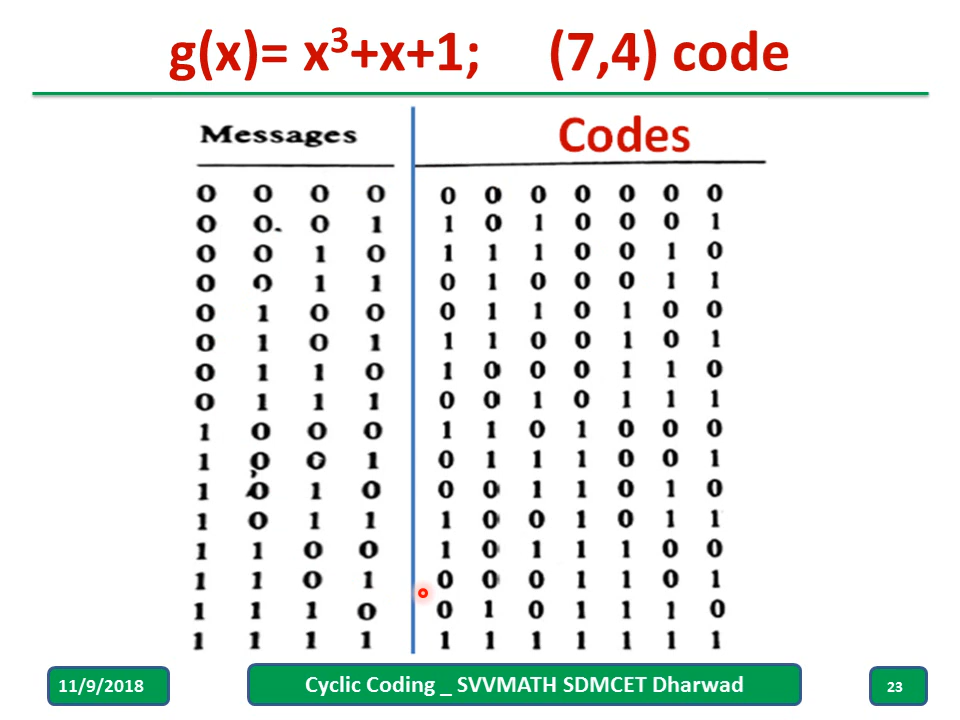 g(x)= x³+x+1; (7,4) code
Messages Codes
0 0 0 0 0 0 0 0 0 0 0
0 0. 0 1 1 0 1 0 0 0 1
0 0 1 0 1 1 1 0 0 1 0
0 0 1 1 0 1 0 0 0 1 1
0 1 0 0 0 1 1 0 1 0 0
0 1 0 1 1 1 0 0 1 0 1
0 1 1 0 1 0 0 0 1 1 0
0 1 1 1 0 0 1 0 1 1 1
1 0 0 0 1 1 0 1 0 0 0
1 0 0 1 0 1 1 1 0 0 1
1 0 1 0 0 0 1 1 0 1 0
1 0 1 1 1 0 0 1 0 1 1
1 1 0 0 1 0 1 1 1 0 0
1 1 0 1 0 0 0 1 1 0 1
1 1 1 0 0 1 0 1 1 1 0
1 1 1 1 1 1 1 1 1 1 1
11/9/2018 Cyclic Coding _ SVVMATH SDMCET Dharwad 23